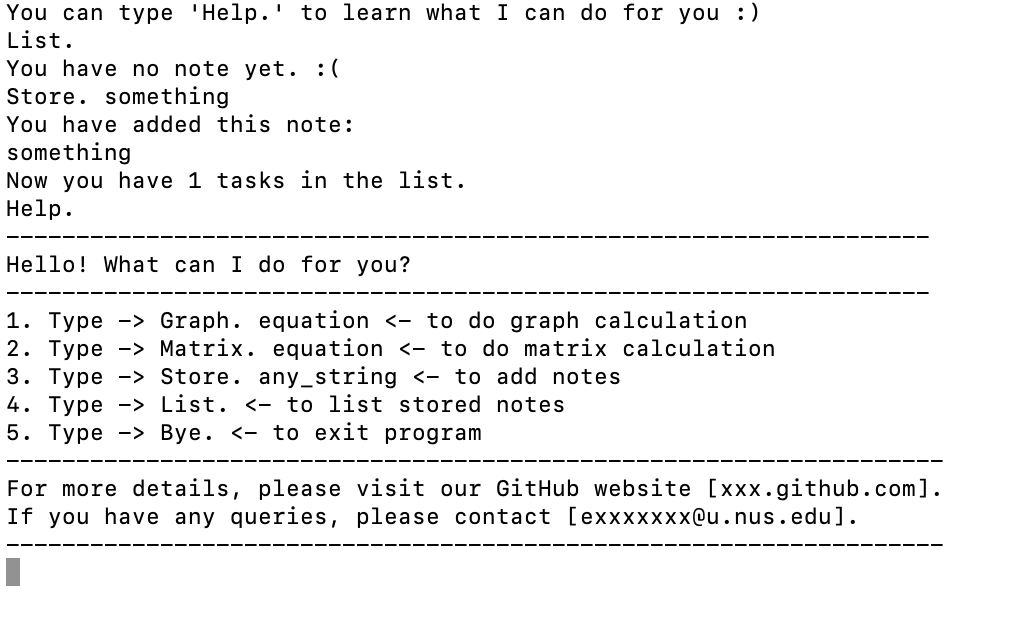 You can type 'Help.' to learn what I can do for you :)
List.
You have no note yet. :(
Store. something
You have added this note:
something
Now you have 1 tasks in the list.
Help.
__________________________________________________________________
Hello! What can I do for you?
__________________________________________________________________
1. Type —> Graph. equation <— to do graph calculation
2. Type —> Matrix. equation <— to do matrix calculation
3. Type —> Store. any_string <— to add notes
4. Type —> List. <— to list stored notes
5. Type —> Bye. <— to exit program
___________________________________________________________________
For more details, please visit our GitHub website [xxx.github.com].
If you have any queries, please contact [exxxxxxx@u.nus.edu].
___________________________________________________________________